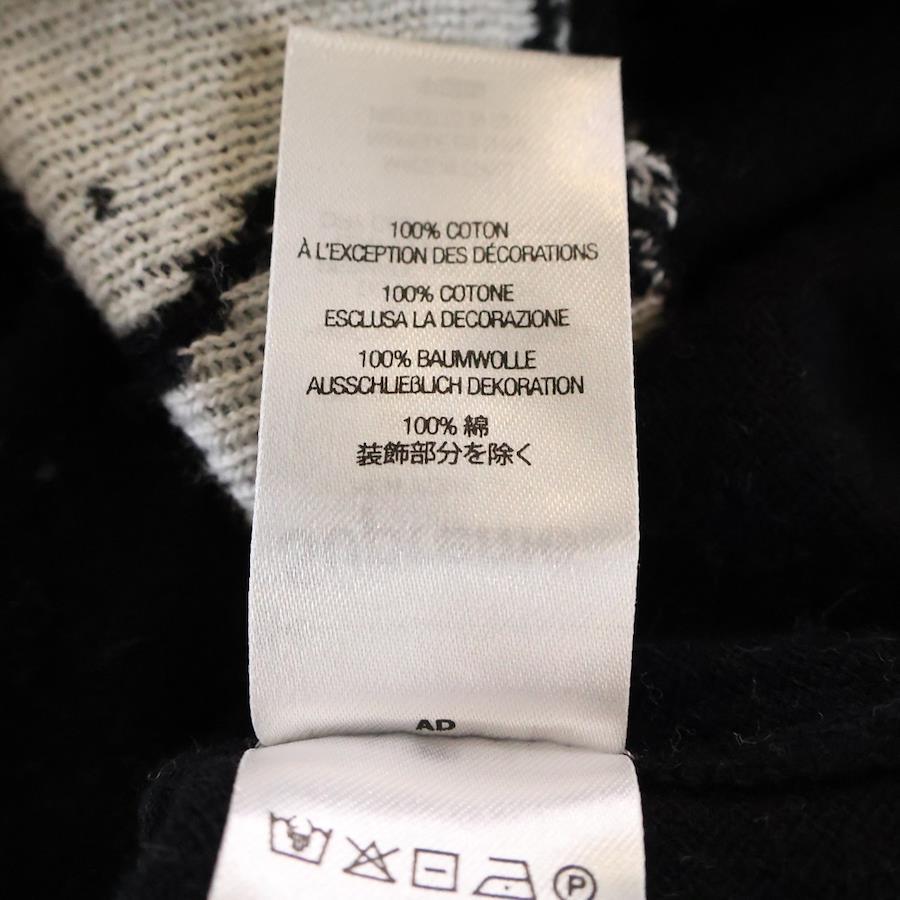 100% COTON
À L'EXCEPTION DES DÉCORATIONS
100% COTONE
ESCLUSA LA DECORAZIONE
100% BAUMWOLLE
AUSSCHLIEßLICH DEKORATION
100% 綿
装飾部分を除く
AD
P